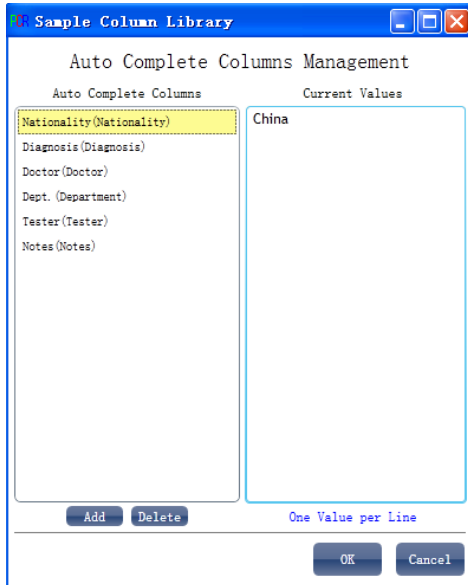 Sample Column Library
Auto Complete Columns Management
Auto Complete Columns
Current Values
Nationality(Nationality)
China
Diagnosis(Diagnosis)
Doctor(Doctor)
Dept.(Department)
Tester(Tester)
Notes(Notes)
Add
Delete
One Value per Line
OK
Cancel